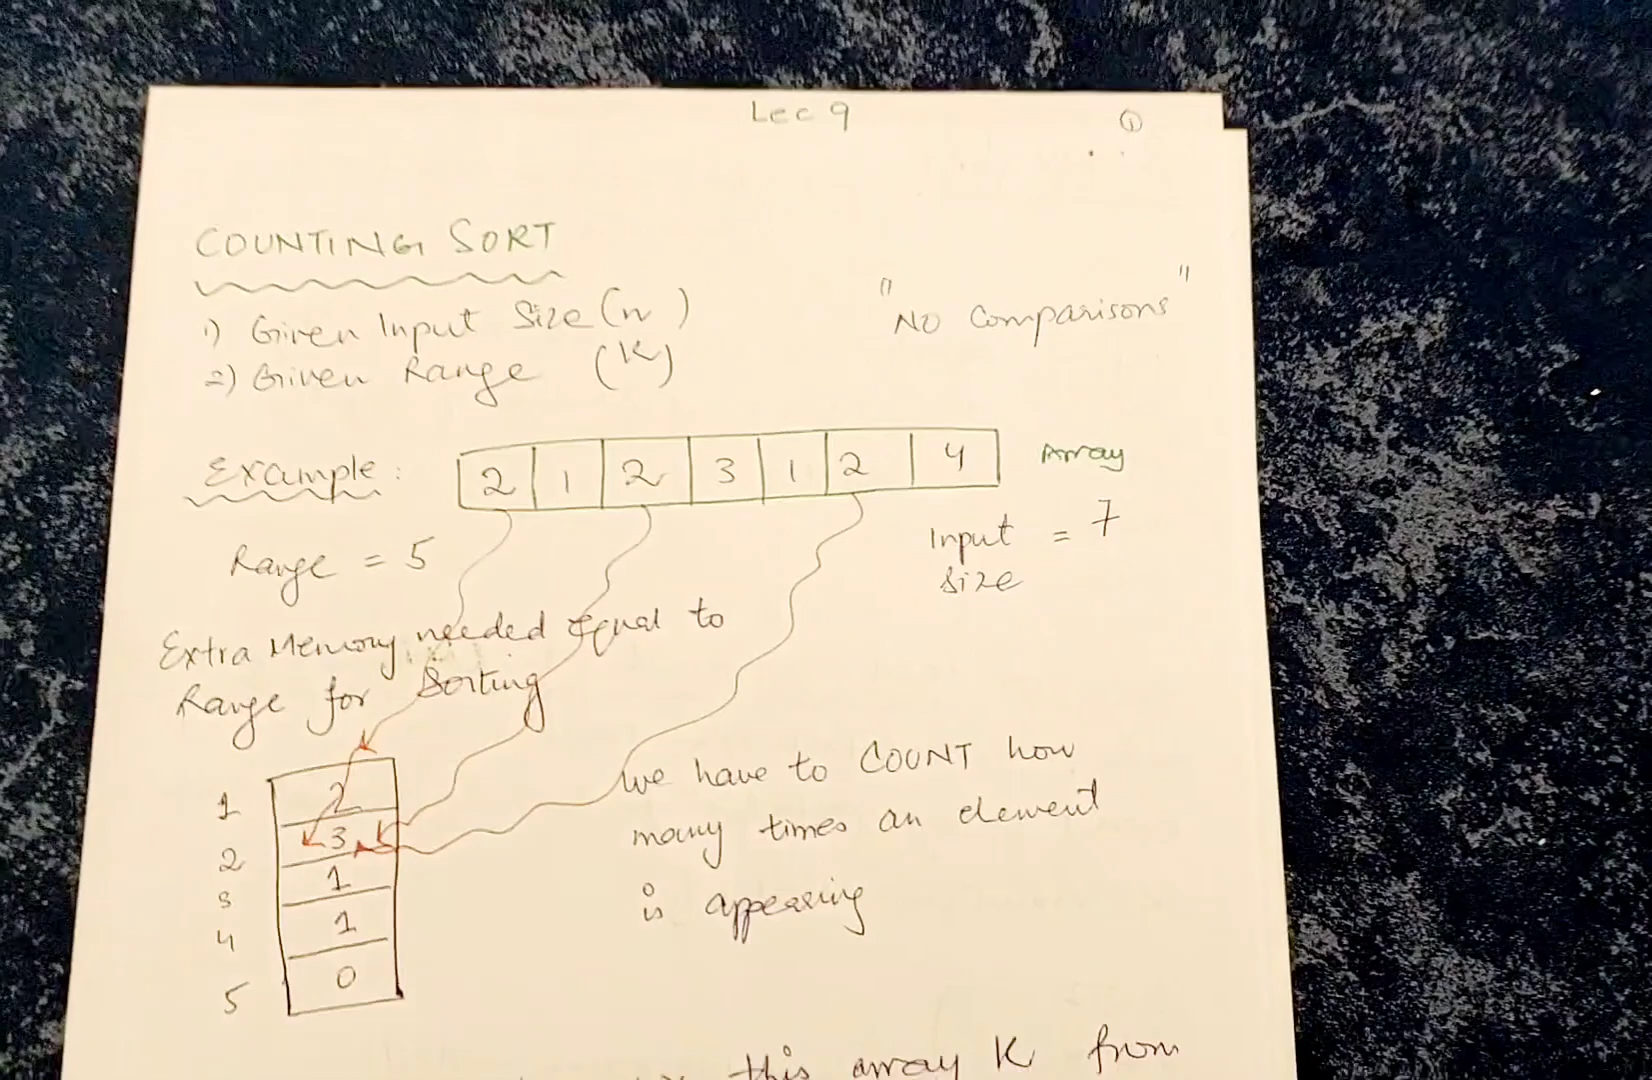 Lec 9
1
COUNTING SORT
1) Given Input Size (n)
"No Comparisons"
2) Given Range (K)
Example:
2 1 2 3 1 2 4
Array
Range = 5
Input size = 7
Extra Memory needed equal to
Range for Sorting
1 2
2 3
3 1
4 1
5 0
we have to COUNT how
many times an element
is appearing
this array K from